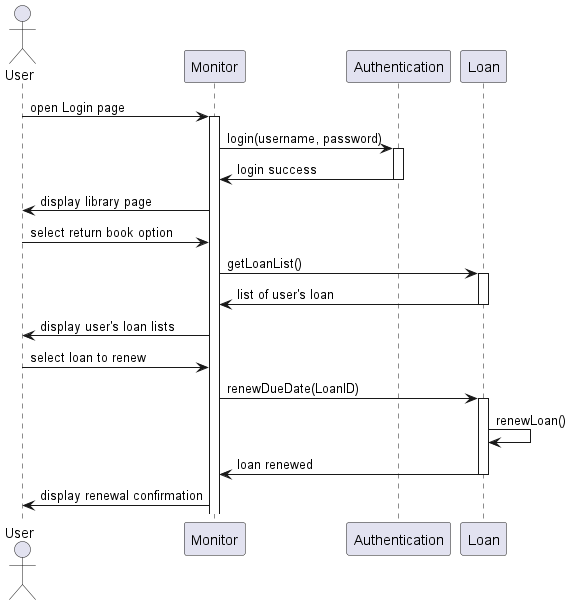 User
Monitor
Authentication
Loan
open Login page
login(username, password)
login success
display library page
select return book option
getLoanList()
list of user's loan
display user's loan lists
select loan to renew
renewDueDate(LoanID)
renewLoan()
loan renewed
display renewal confirmation
User
Monitor
Authentication
Loan